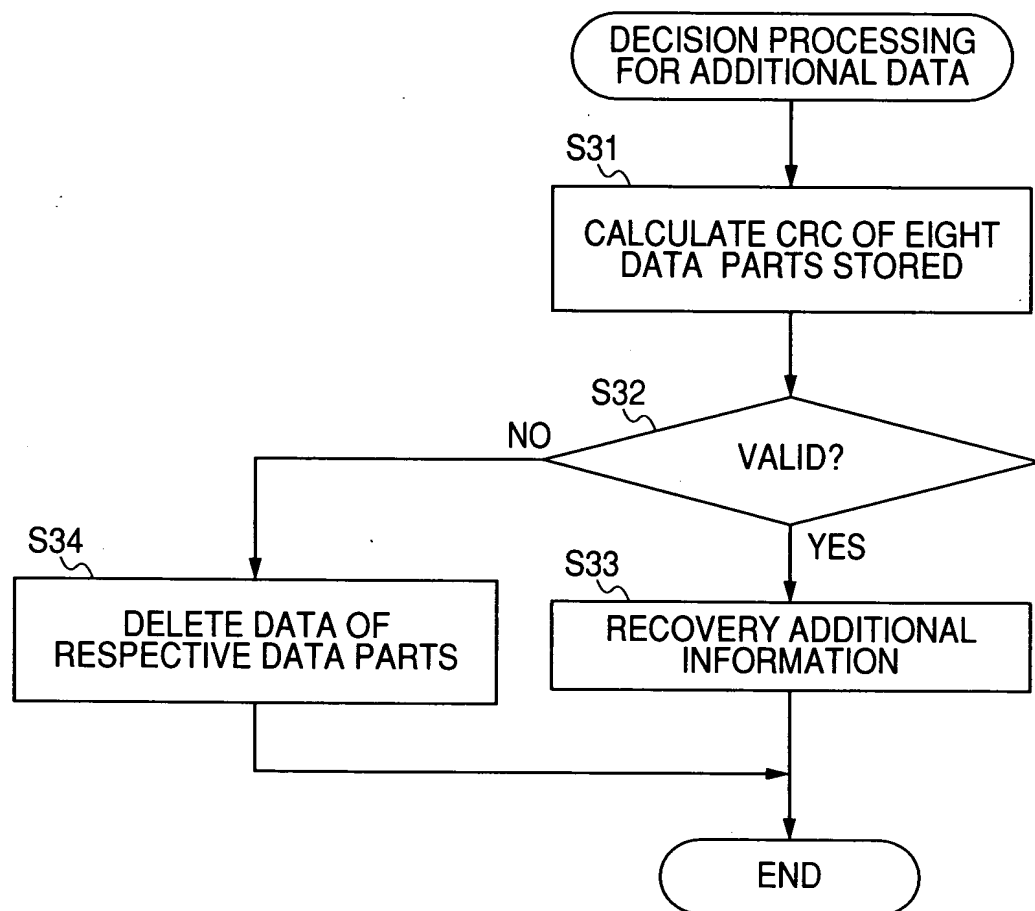 DECISION PROCESSING
FOR ADDITIONAL DATA
S31
CALCULATE CRC OF EIGHT
DATA PARTS STORED
S32
NO
VALID?
YES
S34
DELETE DATA OF
RESPECTIVE DATA PARTS
S33
RECOVERY ADDITIONAL
INFORMATION
END